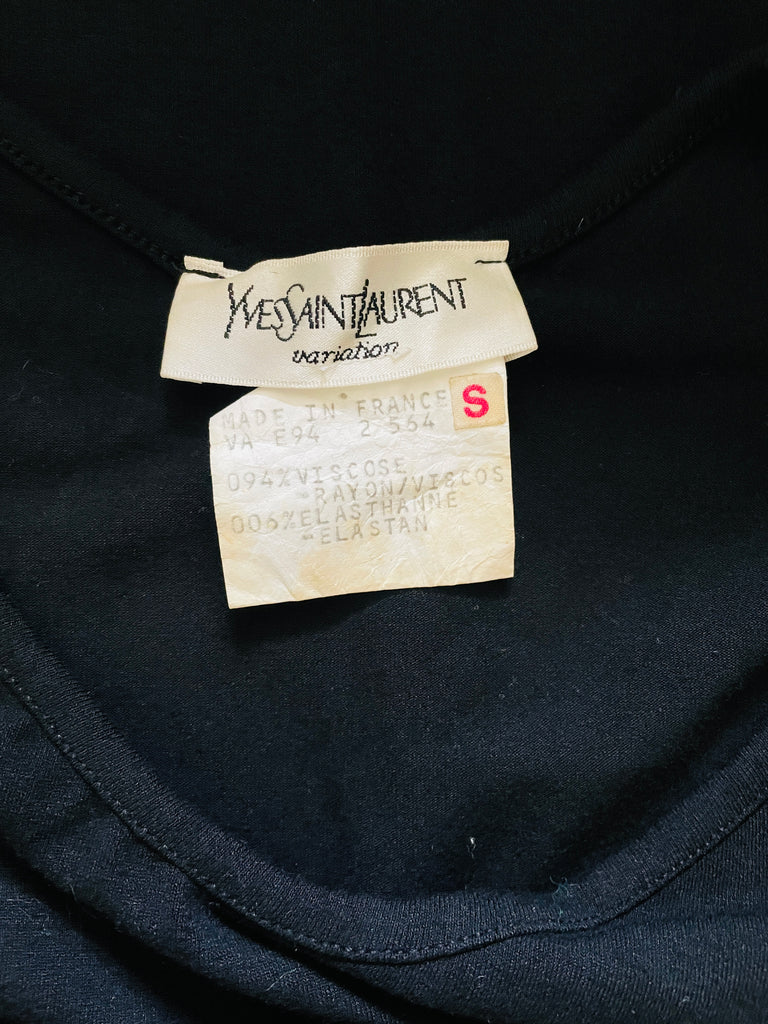 YVESSAINTLAURENT
variation
MADE IN FRANCE
S
VA E94 2 564
094% VISCOSE
RAYON/VISCOS
006% ELASTHANNE
ELASTAN